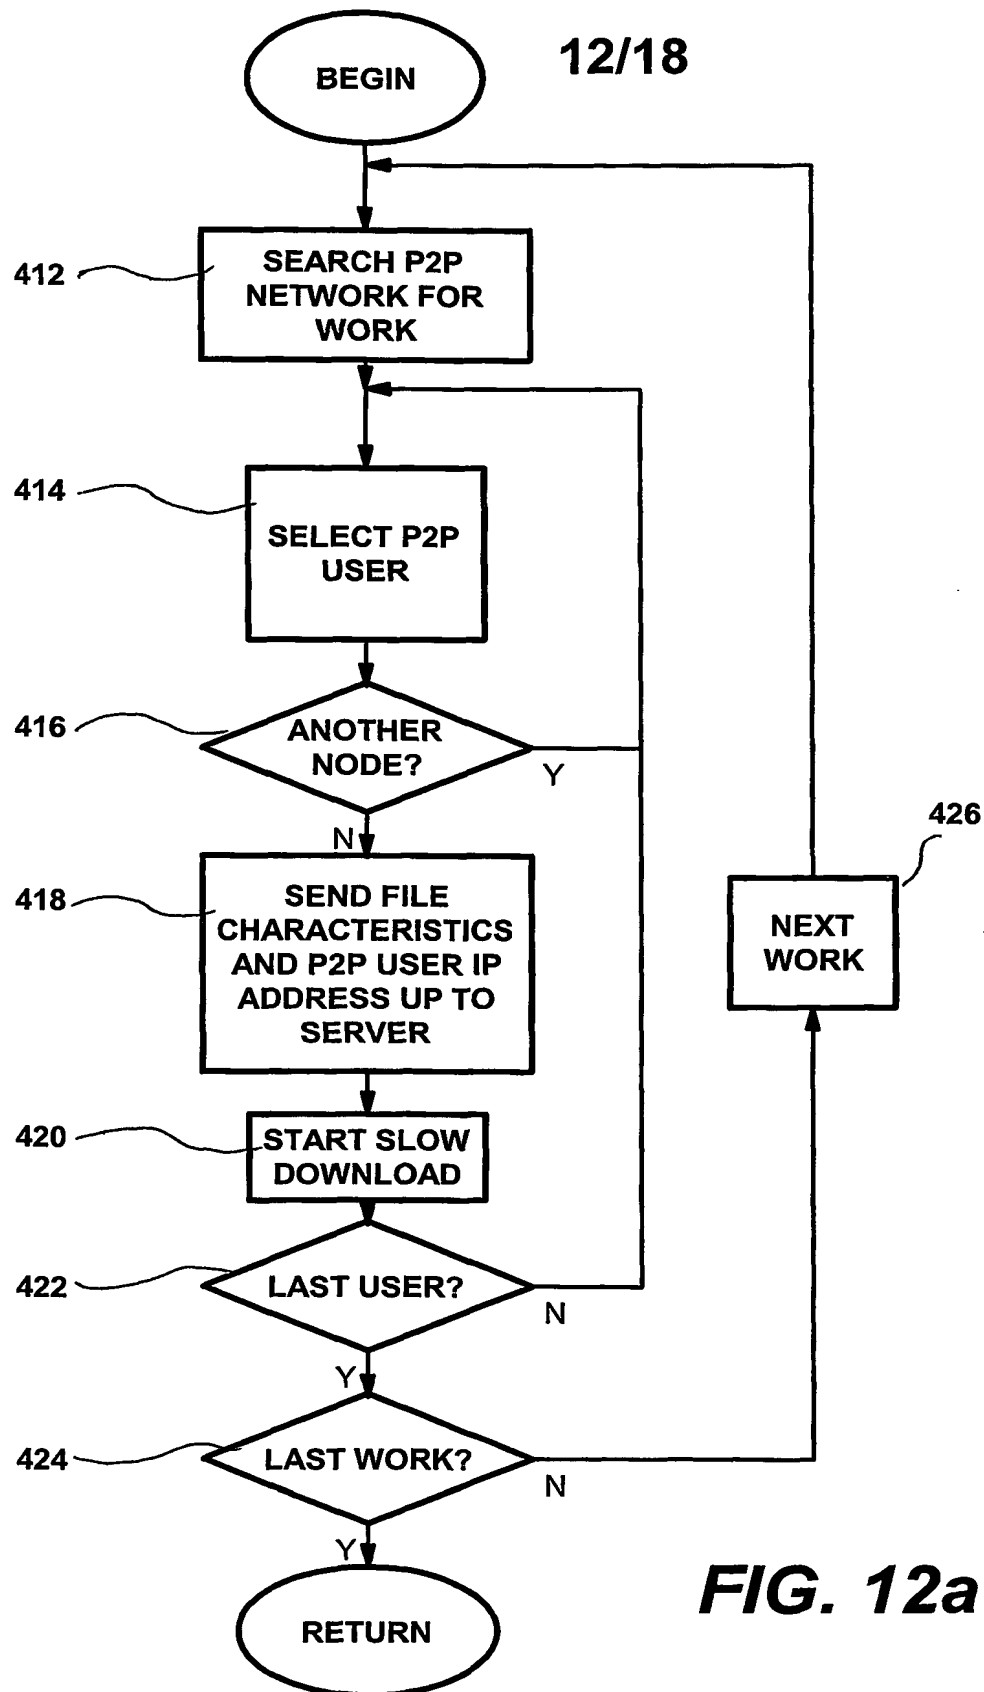 12/18
BEGIN
412
SEARCH P2P
NETWORK FOR
WORK
414
SELECT P2P
USER
416
ANOTHER
NODE?
Y
N
418
SEND FILE
CHARACTERISTICS
AND P2P USER IP
ADDRESS UP TO
SERVER
426
NEXT
WORK
420
START SLOW
DOWNLOAD
422
LAST USER?
N
Y
424
LAST WORK?
N
Y
RETURN
FIG. 12a